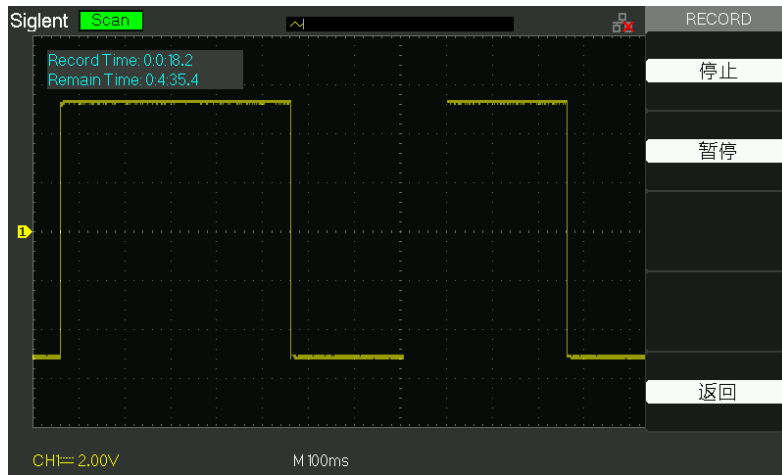 Siglent Scan RECORD
Record Time: 0:0:18.2
Remain Time: 0:4:35.4
停止
暂停
1
返回
CH1 2.00V M 100ms